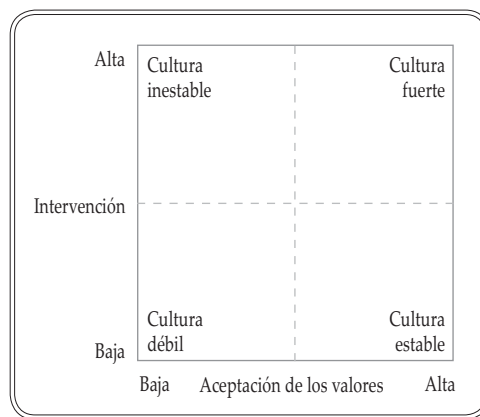 Alta
Cultura
inestable
Cultura
fuerte
Intervención
Baja
Cultura
débil
Cultura
estable
Baja
Aceptación de los valores
Alta